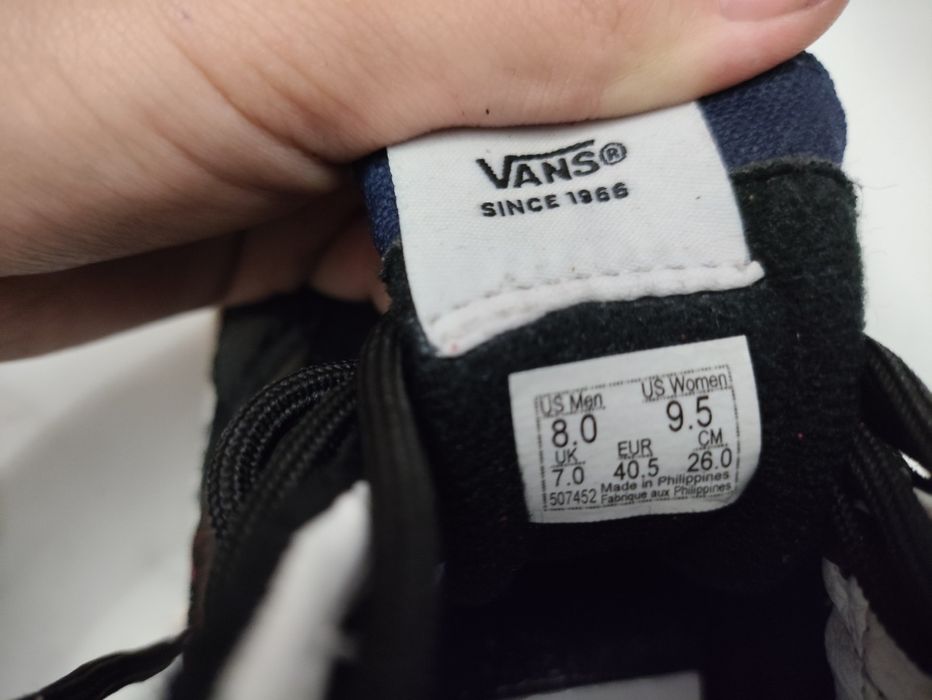 VANS®
SINCE 1966
US Men US Women
8.0 9.5
UK EUR CM
7.0 40.5 26.0
Made in Philippines
507452 Fabrique aux Philippines